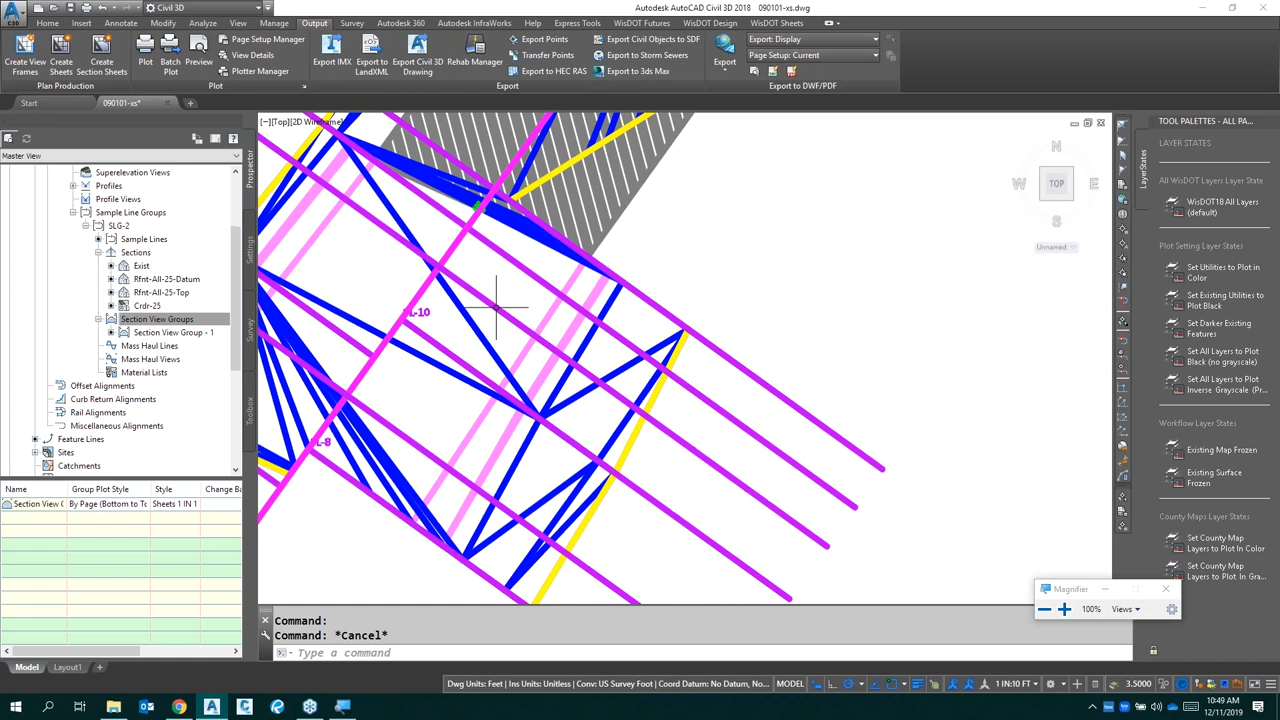 A
C3D
Civil 3D
Autodesk AutoCAD Civil 3D 2018 090101-xs.dwg
Home
Insert
Annotate
Modify
Analyze
View
Manage
Output
Survey
Autodesk 360
Autodesk InfraWorks
Help
Express Tools
WisDOT Futures
WisDOT Design
WisDOT Sheets
Create View
Frames
Create
Sheets
Create
Section Sheets
Plan Production
Plot
Batch
Plot
Preview
Page Setup Manager
View Details
Plotter Manager
Plot
Export IMX
Export to
LandXML
Export Civil 3D
Drawing
Rehab Manager
Export Points
Transfer Points
Export to HEC RAS
Export Civil Objects to SDF
Export to Storm Sewers
Export to 3ds Max
Export
Export
Export: Display
Page Setup: Current
Export to DWF/PDF
Start
090101-xs*
Master View
Superelevation Views
Profiles
Profile Views
Sample Line Groups
SLG-2
Sample Lines
Sections
Exist
Rfnt-All-25-Datum
Rfnt-All-25-Top
Crdr-25
Section View Groups
Section View Group - 1
Mass Haul Lines
Mass Haul Views
Material Lists
Offset Alignments
Curb Return Alignments
Rail Alignments
Miscellaneous Alignments
Feature Lines
Sites
Catchments
Prospector
Settings
Survey
Toolbox
Name
Group Plot Style
Style
Change Ba
Section View G
By Page (Bottom to To
Sheets 1 IN 1
[−][Top][2D Wireframe]
L-10
L-8
N
W
TOP
E
S
Unnamed
TOOL PALETTES - ALL PA...
LayerStates
LAYER STATES
All WisDOT Layers Layer State
WisDOT18 All Layers
(default)
Plot Setting Layer States
Set Utilities to Plot in
Color
Set Existing Utilities to
Plot Black
Set Darker Existing
Features
Set All Layers to Plot
Black (no grayscale)
Set All Layers to Plot
Inverse Grayscale (Pr...
Workflow Layer States
Existing Map Frozen
Existing Surface
Frozen
County Maps Layer States
Set County Map
Layers to Plot In Color
Set County Map
Layers to Plot In Gra...
Magnifier
100%
Views
Command:
Command: *Cancel*
Type a command
Model
Layout1
Dwg Units: Feet | Ins Units: Unitless | Conv: US Survey Foot | Coord Datum: No Datum, No...
MODEL
1 IN:10 FT
3.5000
10:49 AM
12/11/2019